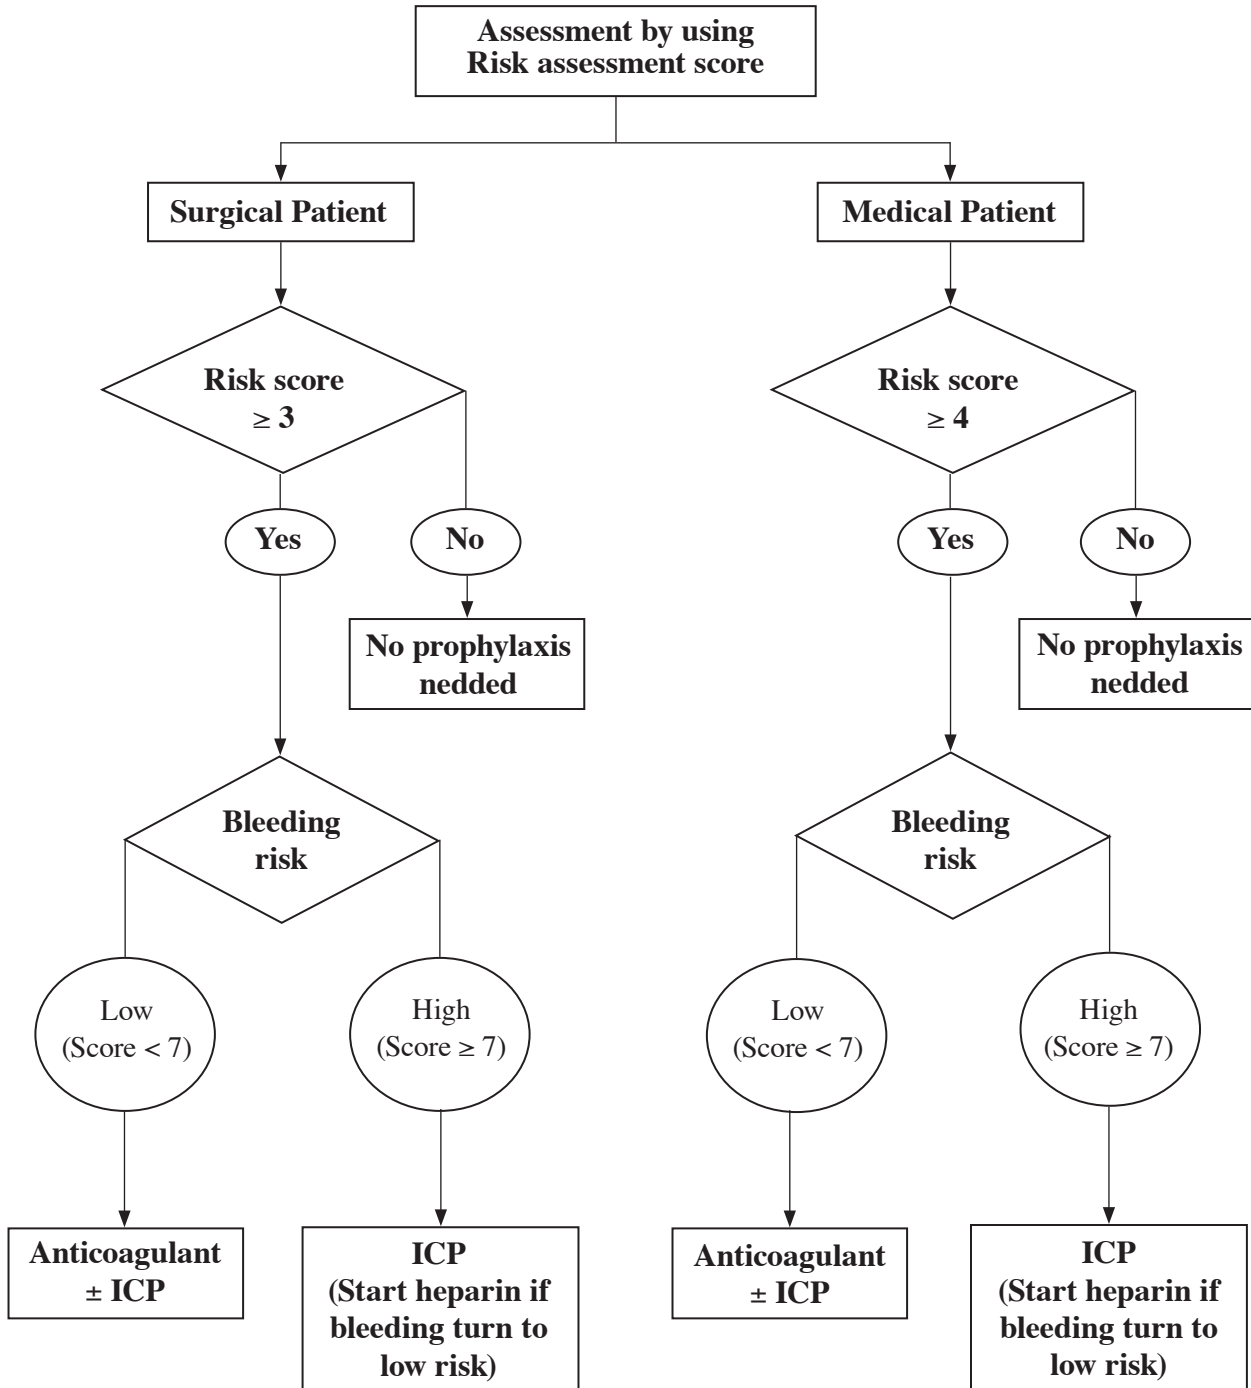 Assessment by using
Risk assessment score
Surgical Patient
Medical Patient
Risk score
≥ 3
Risk score
≥ 4
Yes
No
Yes
No
No prophylaxis
nedded
No prophylaxis
nedded
Bleeding
risk
Bleeding
risk
Low
(Score < 7)
High
(Score ≥ 7)
Low
(Score < 7)
High
(Score ≥ 7)
Anticoagulant
± ICP
ICP
(Start heparin if
bleeding turn to
low risk)
Anticoagulant
± ICP
ICP
(Start heparin if
bleeding turn to
low risk)